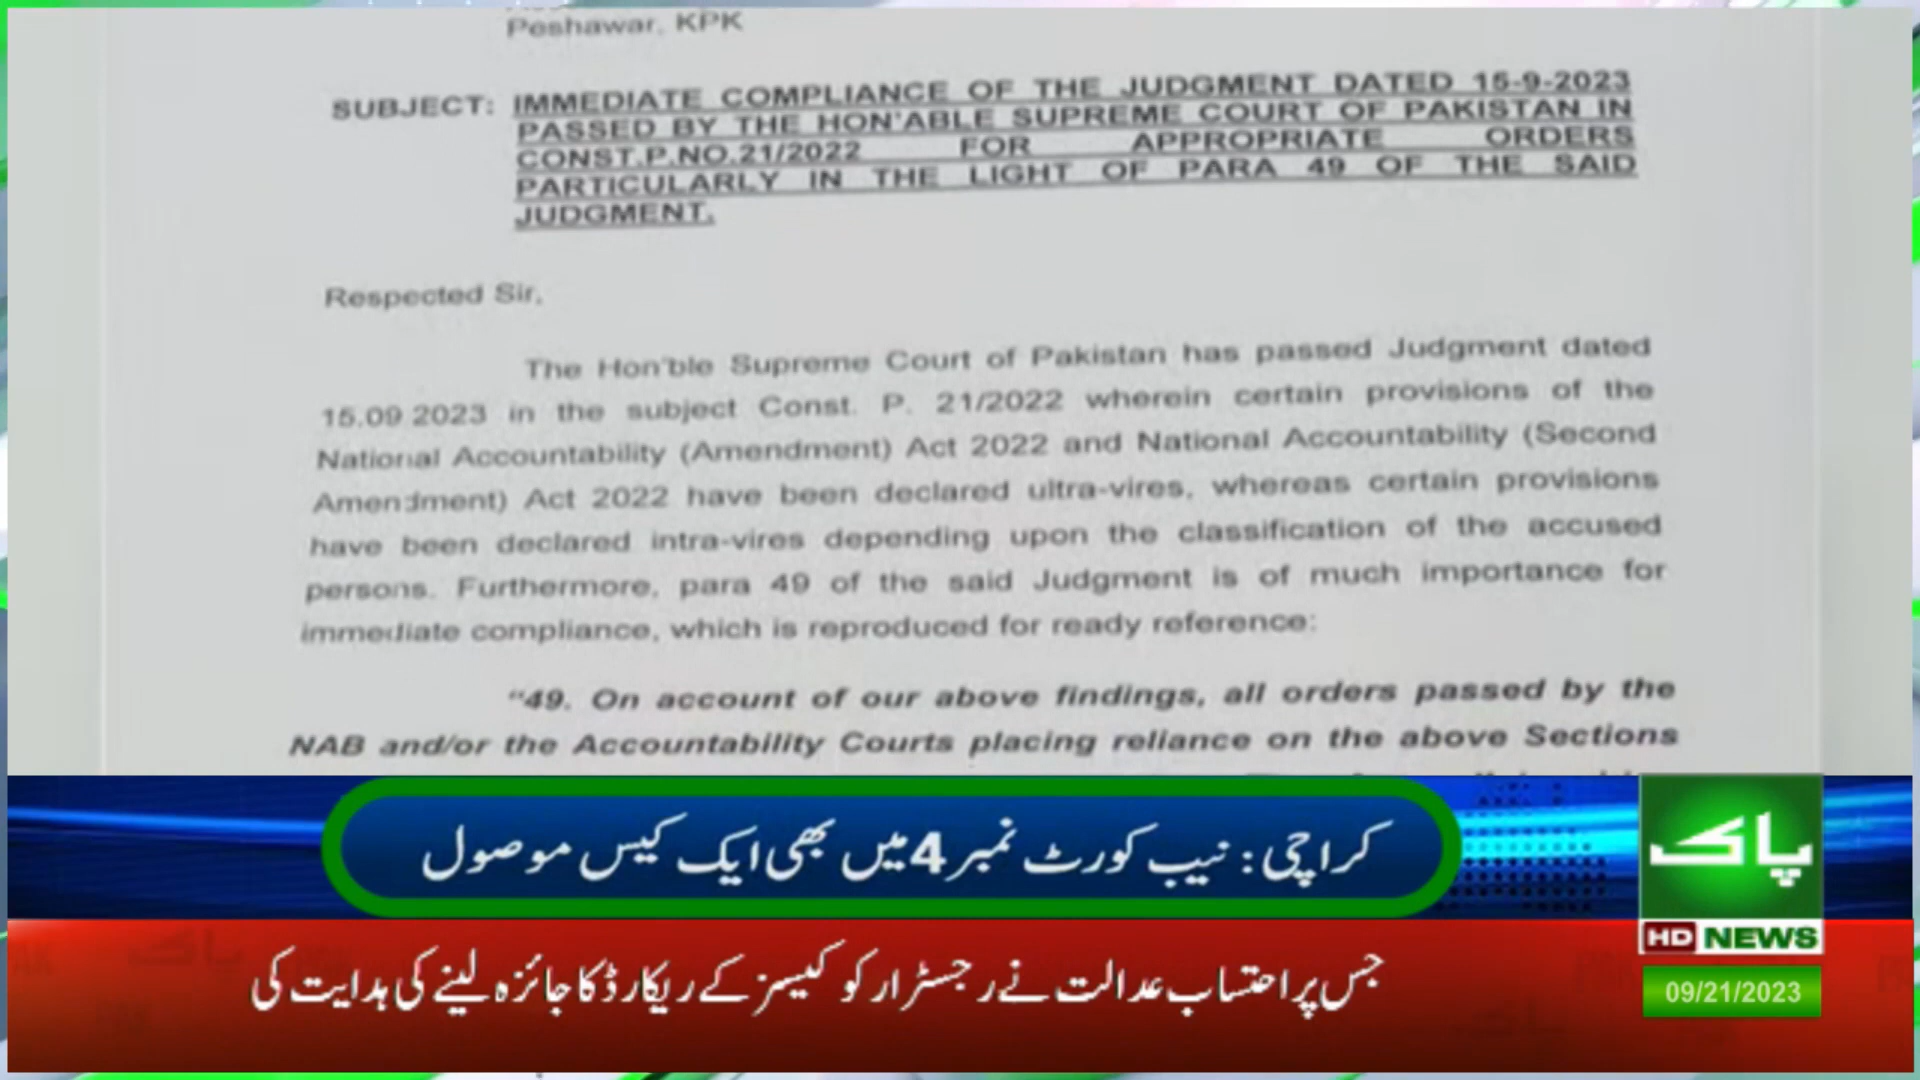 Peshawar, KPK
SUBJECT: IMMEDIATE COMPLIANCE OF THE JUDGMENT DATED 15-9-2023
PASSED BY THE HON'ABLE SUPREME COURT OF PAKISTAN IN
CONST.P.NO.21/2022 FOR APPROPRIATE ORDERS
PARTICULARLY IN THE LIGHT OF PARA 49 OF THE SAID
JUDGMENT.
Respected Sir,
The Hon'ble Supreme Court of Pakistan has passed Judgment dated
15.09.2023 in the subject Const. P. 21/2022 wherein certain provisions of the
National Accountability (Amendment) Act 2022 and National Accountability (Second
Amendment) Act 2022 have been declared ultra-vires, whereas certain provisions
have been declared intra-vires depending upon the classification of the accused
persons. Furthermore, para 49 of the said Judgment is of much importance for
immediate compliance, which is reproduced for ready reference:
"49. On account of our above findings, all orders passed by the
NAB and/or the Accountability Courts placing reliance on the above Sections
کراچی: نیب کورٹ نمبر 4 میں بھی ایک کیس موصول
پاک
HD NEWS
جس پر احتساب عدالت نے رجسٹرار کو کیسز کے ریکارڈ کا جائزہ لینے کی ہدایت کی
09/21/2023